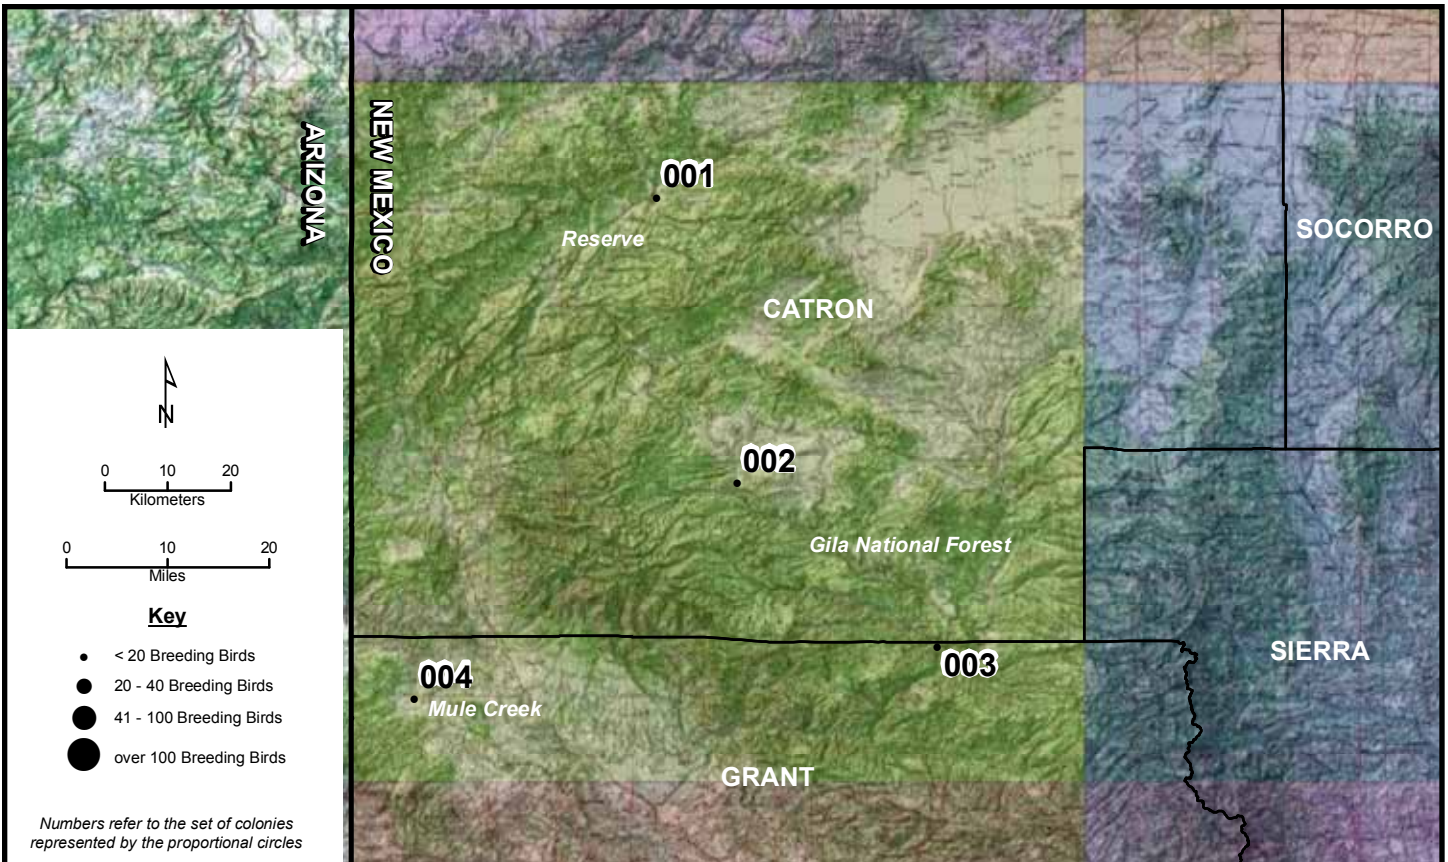 ARIZONA
NEW MEXICO
001
Reserve
SOCORRO
CATRON
002
Gila National Forest
003
SIERRA
004
Mule Creek
GRANT
N
0 10 20
Kilometers
0 10 20
Miles
Key
< 20 Breeding Birds
20 - 40 Breeding Birds
41 - 100 Breeding Birds
over 100 Breeding Birds
Numbers refer to the set of colonies
represented by the proportional circles